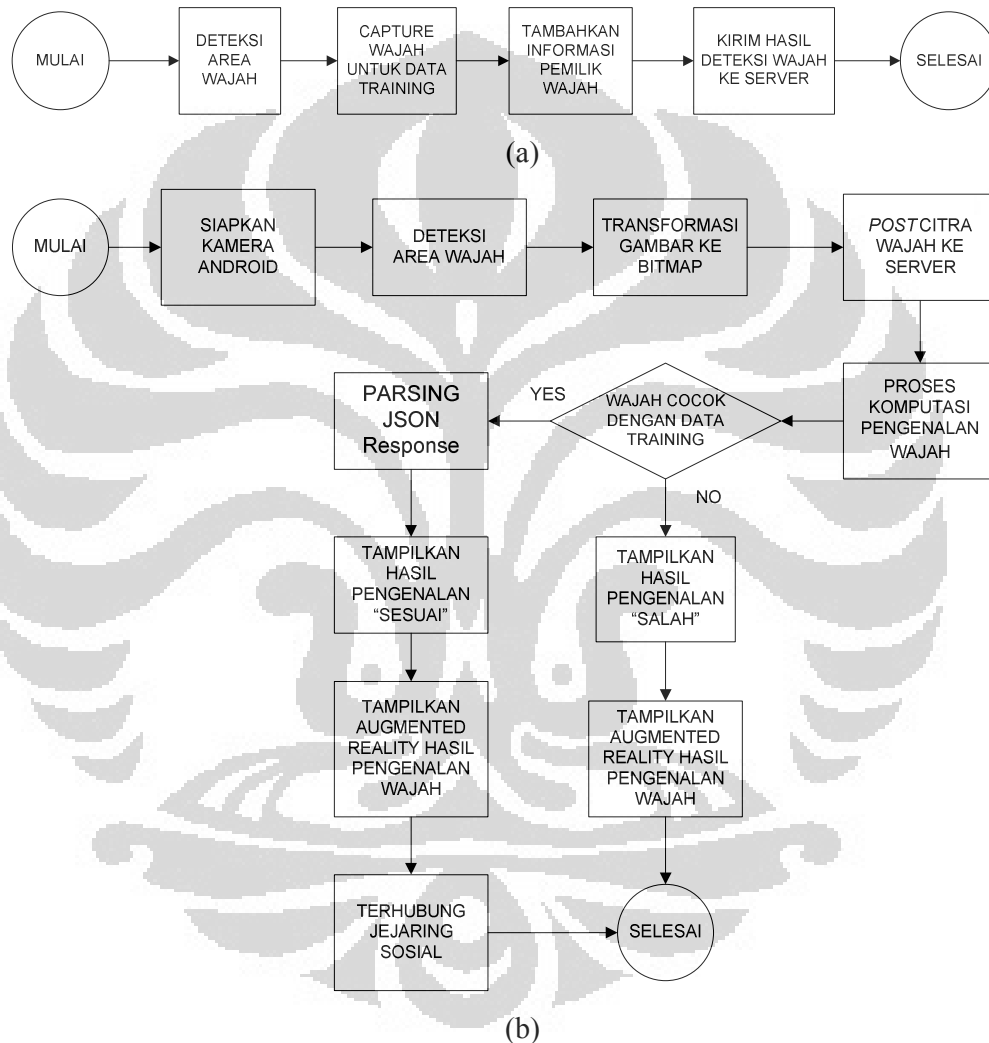 MULAI
DETEKSI
AREA
WAJAH
CAPTURE
WAJAH
UNTUK DATA
TRAINING
TAMBAHKAN
INFORMASI
PEMILIK
WAJAH
KIRIM HASIL
DETEKSI WAJAH
KE SERVER
SELESAI
(a)
MULAI
SIAPKAN
KAMERA
ANDROID
DETEKSI
AREA WAJAH
TRANSFORMASI
GAMBAR KE
BITMAP
POST CITRA
WAJAH KE
SERVER
PROSES
KOMPUTASI
PENGENALAN
WAJAH
WAJAH COCOK
DENGAN DATA
TRAINING
YES
PARSING
JSON
Response
NO
TAMPILKAN
HASIL
PENGENALAN
“SESUAI”
TAMPILKAN
HASIL
PENGENALAN
“SALAH”
TAMPILKAN
AUGMENTED
REALITY HASIL
PENGENALAN
WAJAH
TAMPILKAN
AUGMENTED
REALITY HASIL
PENGENALAN
WAJAH
TERHUBUNG
JEJARING
SOSIAL
SELESAI
(b)